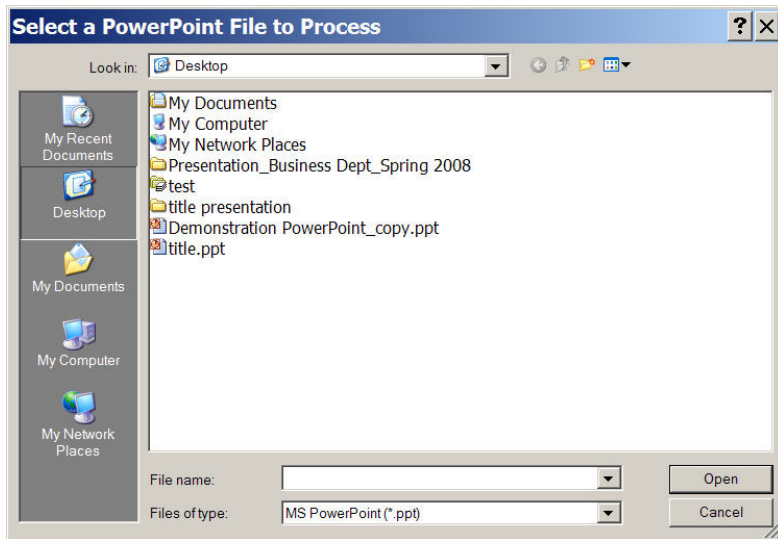 Select a PowerPoint File to Process
Look in: Desktop
My Recent
Documents
Desktop
My Documents
My Computer
My Network
Places
My Documents
My Computer
My Network Places
Presentation_Business Dept_Spring 2008
test
title presentation
Demonstration PowerPoint_copy.ppt
title.ppt
File name:
Open
Files of type: MS PowerPoint (*.ppt)
Cancel